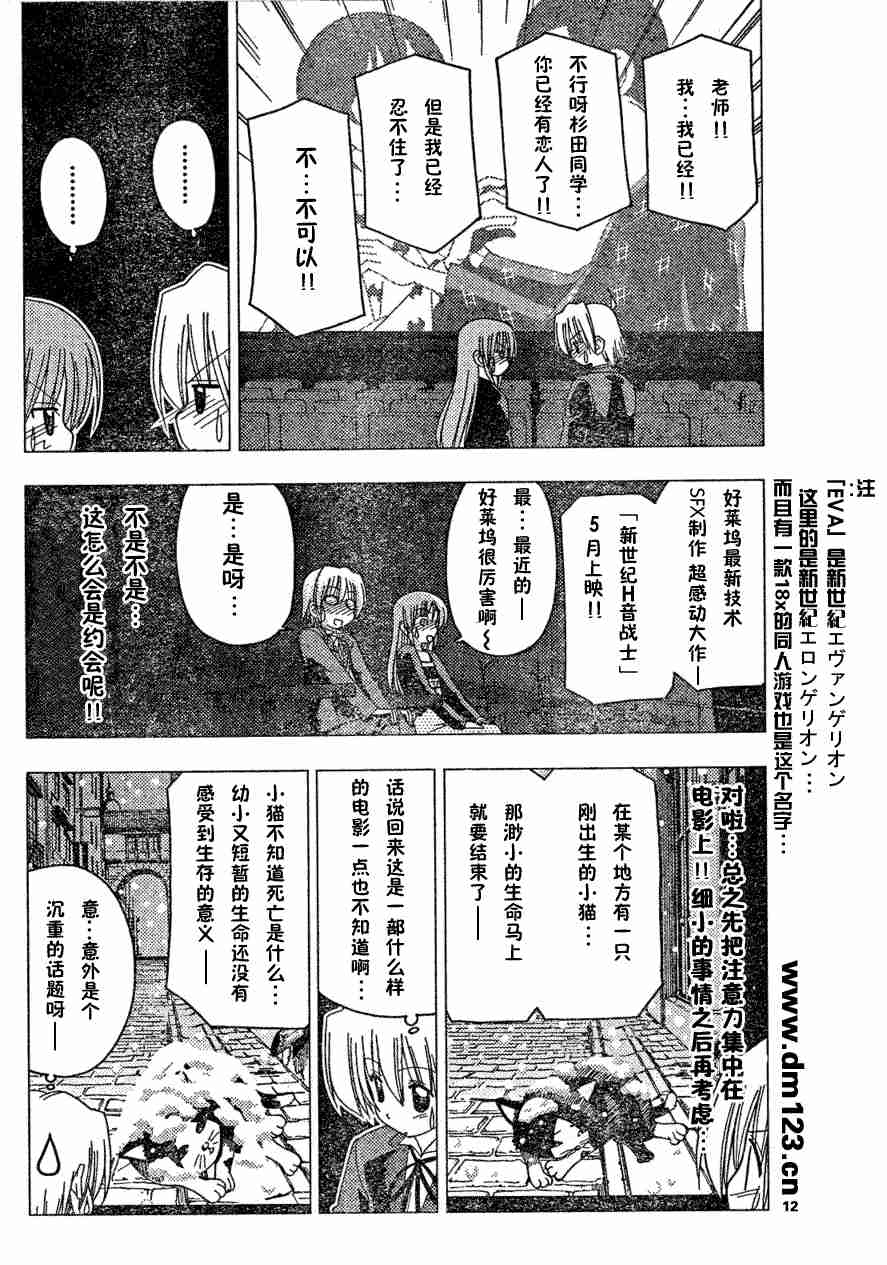 老师!!
我…我已经!!
不行呀杉田同学…
你已经有恋人了!!
但是我已经
忍不住了…
不…不可以!!
………
………
注:
「EVA」是新世紀エヴァンゲリオン
这里的是新世紀エロンゲリオン…
而且有一款18x的同人游戏也是这个名字…
好菜坞最新技术
SFX制作 超感动大作—
「新世纪H音战士」
5月上映!!
最…最近的—
好菜坞很厉害啊～
是…是呀…
不是不是…
这怎么会是约会呢!!
对啦…总之先把注意力集中在
电影上!!细小的事情之后再考虑…
在某个地方有一只
刚出生的小猫…
那渺小的生命马上
就要结束了——
话说回来这是一部什么样
的电影一点也不知道啊…
小猫不知道死亡是什么…
幼小又短暂的生命还没有
感受到生存的意义——
意…意外是个
沉重的话题呀——
www.dm123.cn
12